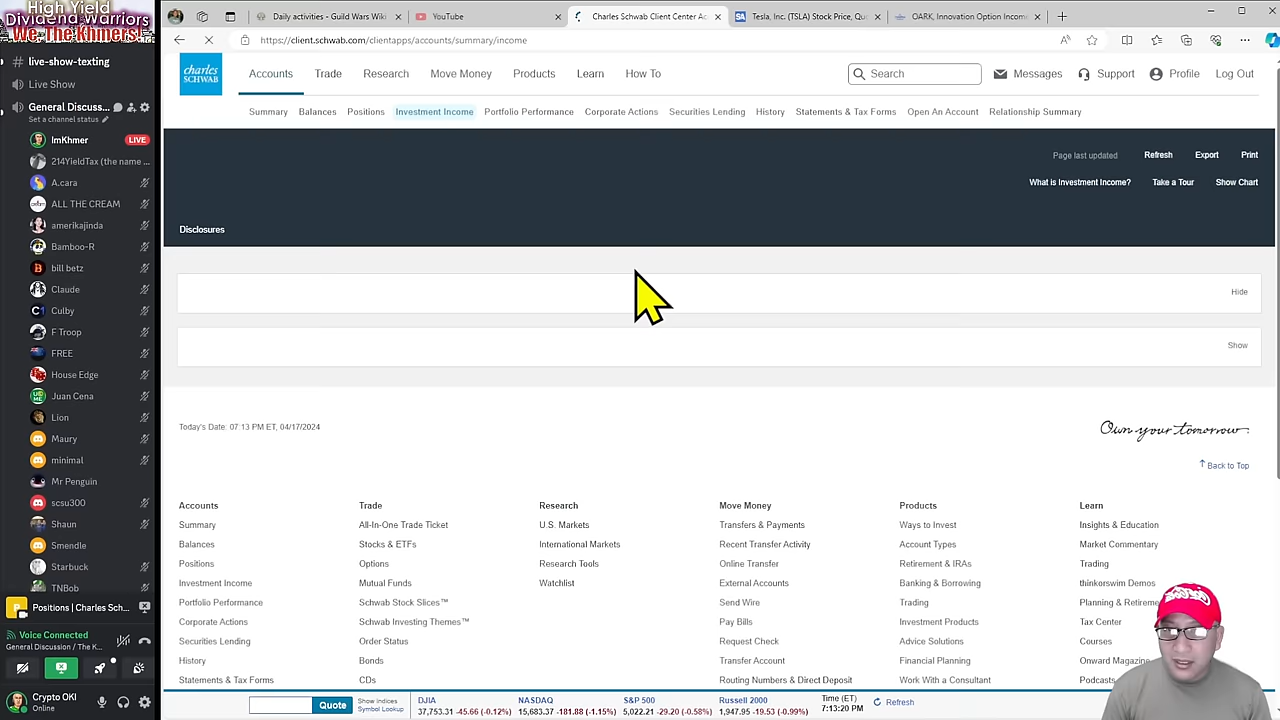 High Yield
Dividend Warriors
We The Khmers!
# live-show-texting
Live Show
General Discuss...
Set a channel status
ImKhmer LIVE
214YieldTax (the name ...
A.cara
ALL THE CREAM
amerikajinda
Bamboo-R
bill betz
Claude
Culby
F Troop
FREE
House Edge
Juan Cena
Lion
Maury
minimal
Mr Penguin
scsu300
Shaun
Smendle
Starbuck
TNBob
Positions | Charles Sch...
Voice Connected
General Discussion / The K...
Crypto OKI
Online
Daily activities - Guild Wars Wiki
YouTube
Charles Schwab Client Center Ac
Tesla, Inc. (TSLA) Stock Price, Qu
OARK, Innovation Option Income
https://client.schwab.com/clientapps/accounts/summary/income
charles
SCHWAB
Accounts Trade Research Move Money Products Learn How To
Search Messages Support Profile Log Out
Summary Balances Positions Investment Income Portfolio Performance Corporate Actions Securities Lending History Statements & Tax Forms Open An Account Relationship Summary
Page last updated Refresh Export Print
What is Investment Income? Take a Tour Show Chart
Disclosures
Hide
Show
Today's Date: 07:13 PM ET, 04/17/2024
Own your tomorrow.
Back to Top
Accounts Trade Research Move Money Products Learn
Summary All-In-One Trade Ticket U.S. Markets Transfers & Payments Ways to Invest Insights & Education
Balances Stocks & ETFs International Markets Recent Transfer Activity Account Types Market Commentary
Positions Options Research Tools Online Transfer Retirement & IRAs Trading
Investment Income Mutual Funds Watchlist External Accounts Banking & Borrowing thinkorswim Demos
Portfolio Performance Schwab Stock Slices™ Send Wire Trading Planning & Retireme
Corporate Actions Schwab Investing Themes™ Pay Bills Investment Products Tax Center
Securities Lending Order Status Request Check Advice Solutions Courses
History Bonds Transfer Account Financial Planning Onward Magazin
Statements & Tax Forms CDs Routing Numbers & Direct Deposit Work With a Consultant Podcasts
Quote
Show Indices
Symbol Lookup
DJIA
37,753.31 -45.66 (-0.12%)
NASDAQ
15,683.37 -181.88 (-1.15%)
S&P 500
5,022.21 -29.20 (-0.58%)
Russell 2000
1,947.95 -19.53 (-0.99%)
Time (ET)
7:13:20 PM
Refresh